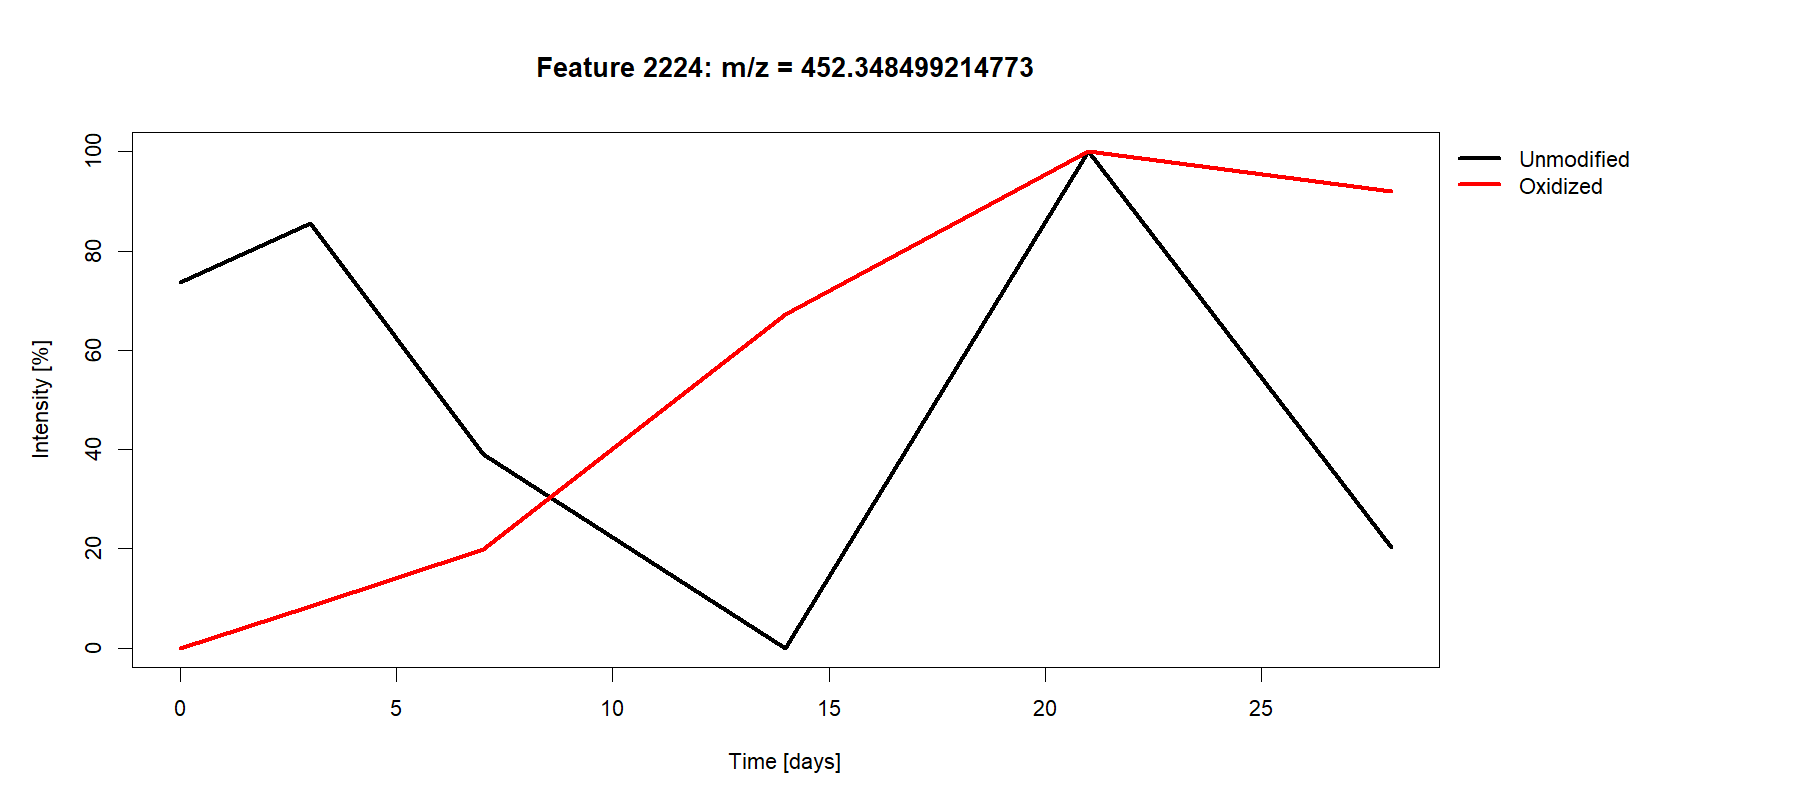 Feature 2224: m/z = 452.348499214773
Unmodified
Oxidized
Intensity [%]
100
80
60
40
20
0
0 5 10 15 20 25
Time [days]